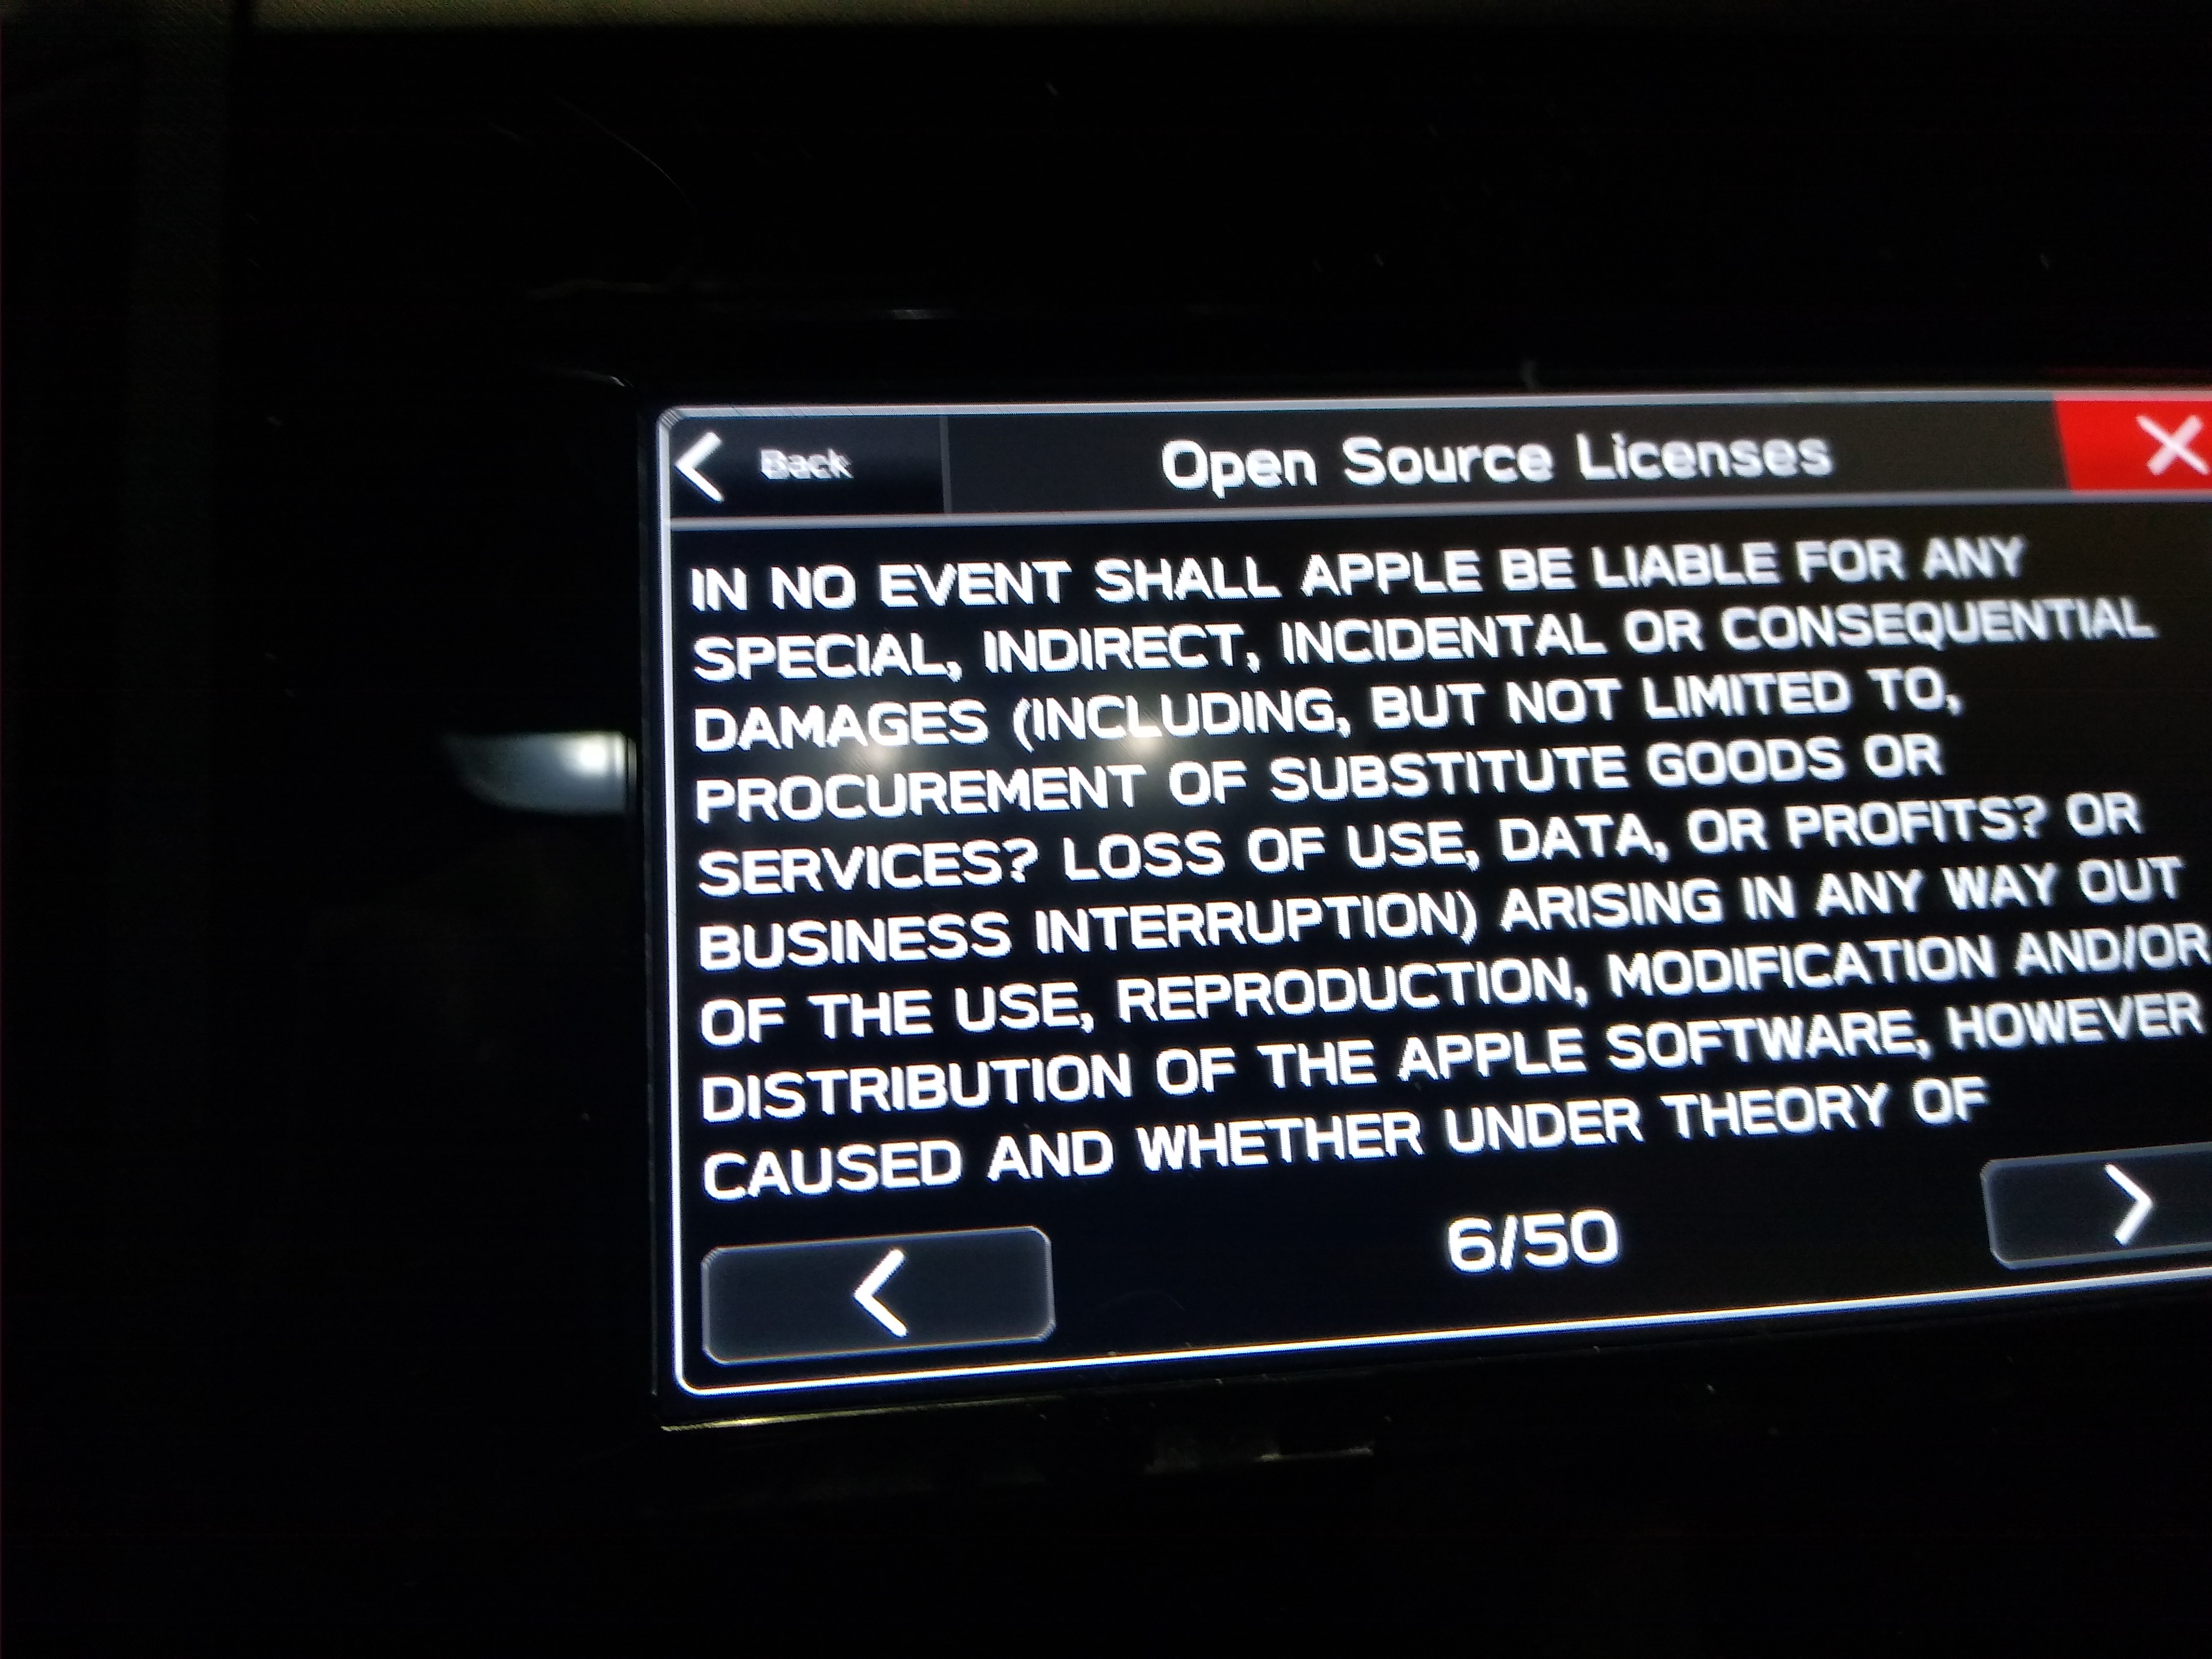 Back
Open Source Licenses
IN NO EVENT SHALL APPLE BE LIABLE FOR ANY
SPECIAL, INDIRECT, INCIDENTAL OR CONSEQUENTIAL
DAMAGES (INCLUDING, BUT NOT LIMITED TO,
PROCUREMENT OF SUBSTITUTE GOODS OR
SERVICES? LOSS OF USE, DATA, OR PROFITS? OR
BUSINESS INTERRUPTION) ARISING IN ANY WAY OUT
OF THE USE, REPRODUCTION, MODIFICATION AND/OR
DISTRIBUTION OF THE APPLE SOFTWARE, HOWEVER
CAUSED AND WHETHER UNDER THEORY OF
6/50